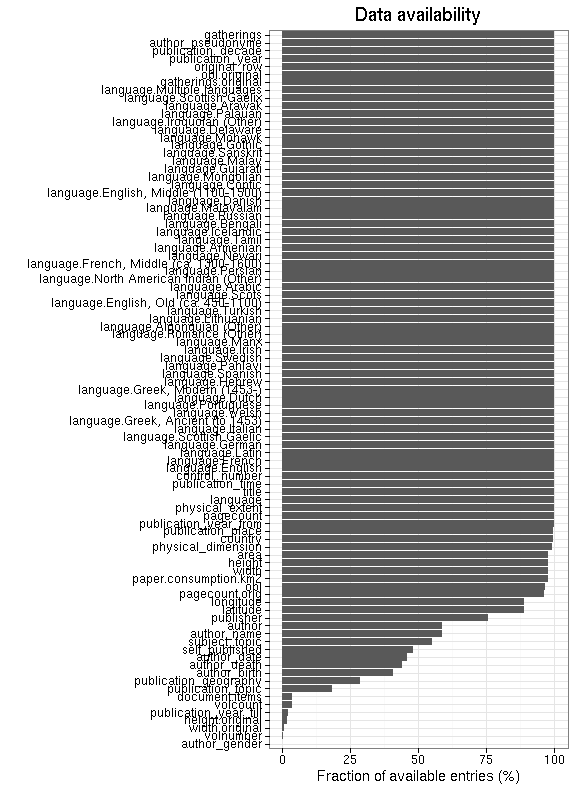 Data availability
gatherings
author_pseudonyme
publication_decade
publication_year
original_row
obl.original
gatherings.original
language.Multiple languages
language.Scottish Gaelix
language.Arawak
language.Palauan
language.Iroquoian (Other)
language.Delaware
language.Mohawk
language.Gothic
language.Sanskrit
language.Malay
language.Gujarati
language.Mongolian
language.Coptic
language.English, Middle (1100-1500)
language.Danish
language.Malayalam
language.Russian
language.Bengali
language.Icelandic
language.Tamil
language.Armenian
language.Newari
language.French, Middle (ca. 1300-1600)
language.Persian
language.North American Indian (Other)
language.Arabic
language.Scots
language.English, Old (ca. 450-1100)
language.Turkish
language.Lithuanian
language.Algonquian (Other)
language.Romance (Other)
language.Manx
language.Irish
language.Swedish
language.Pahlavi
language.Spanish
language.Hebrew
language.Greek, Modern (1453-)
language.Dutch
language.Portuguese
language.Welsh
language.Greek, Ancient (to 1453)
language.Italian
language.Scottish Gaelic
language.German
language.Latin
language.French
language.English
control_number
publication_time
title
language
physical_extent
pagecount
publication_year_from
publication_place
country
physical_dimension
area
height
width
paper.consumption.km2
obl
pagecount.orig
longitude
latitude
publisher
author
author_name
subject_topic
self_published
author_date
author_death
author_birth
publication_geography
publication_topic
document.items
volcount
publication_year_till
height.original
width.original
volnumber
author_gender
0 25 50 75 100
Fraction of available entries (%)